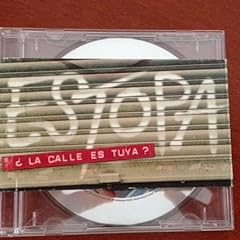 ESTOPA
¿ LA CALLE ES TUYA ?